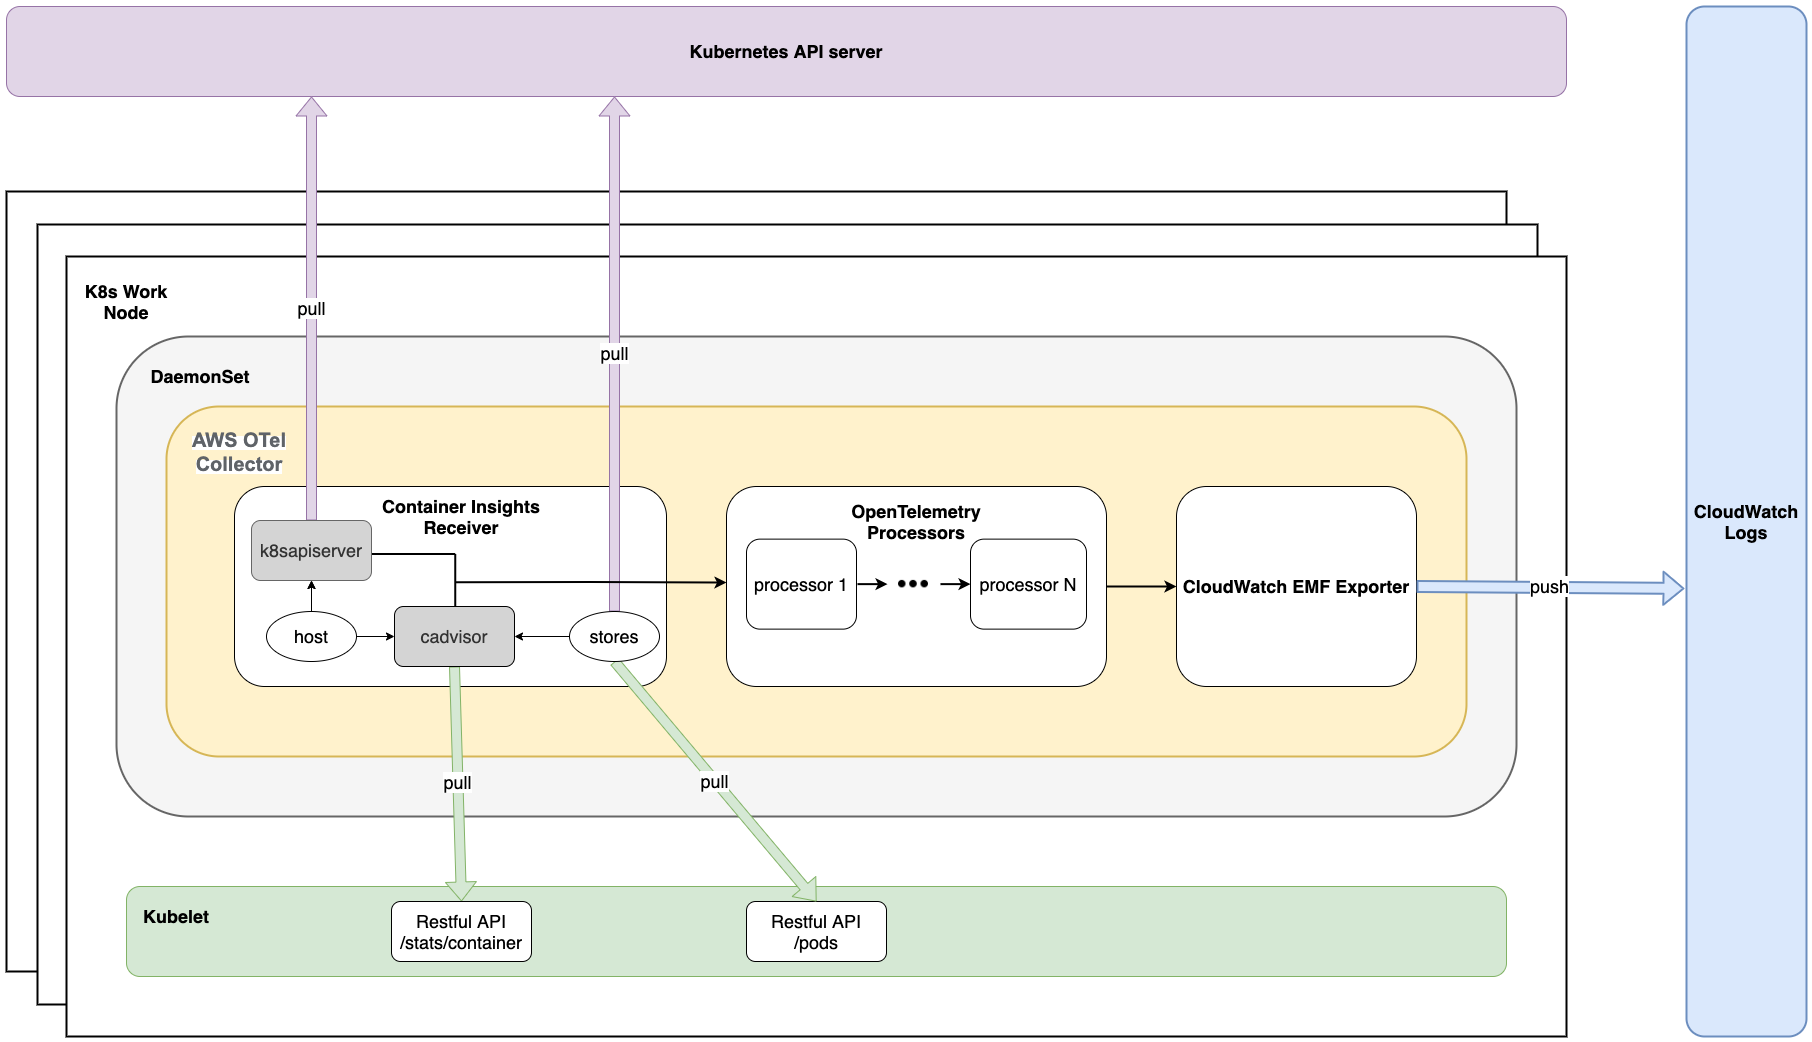 Kubernetes API server
CloudWatch
Logs
K8s Work
Node
pull
pull
DaemonSet
AWS OTel
Collector
Container Insights
Receiver
k8sapiserver
host
cadvisor
stores
OpenTelemetry
Processors
processor 1
•••
processor N
CloudWatch EMF Exporter
push
pull
pull
Kubelet
Restful API
/stats/container
Restful API
/pods